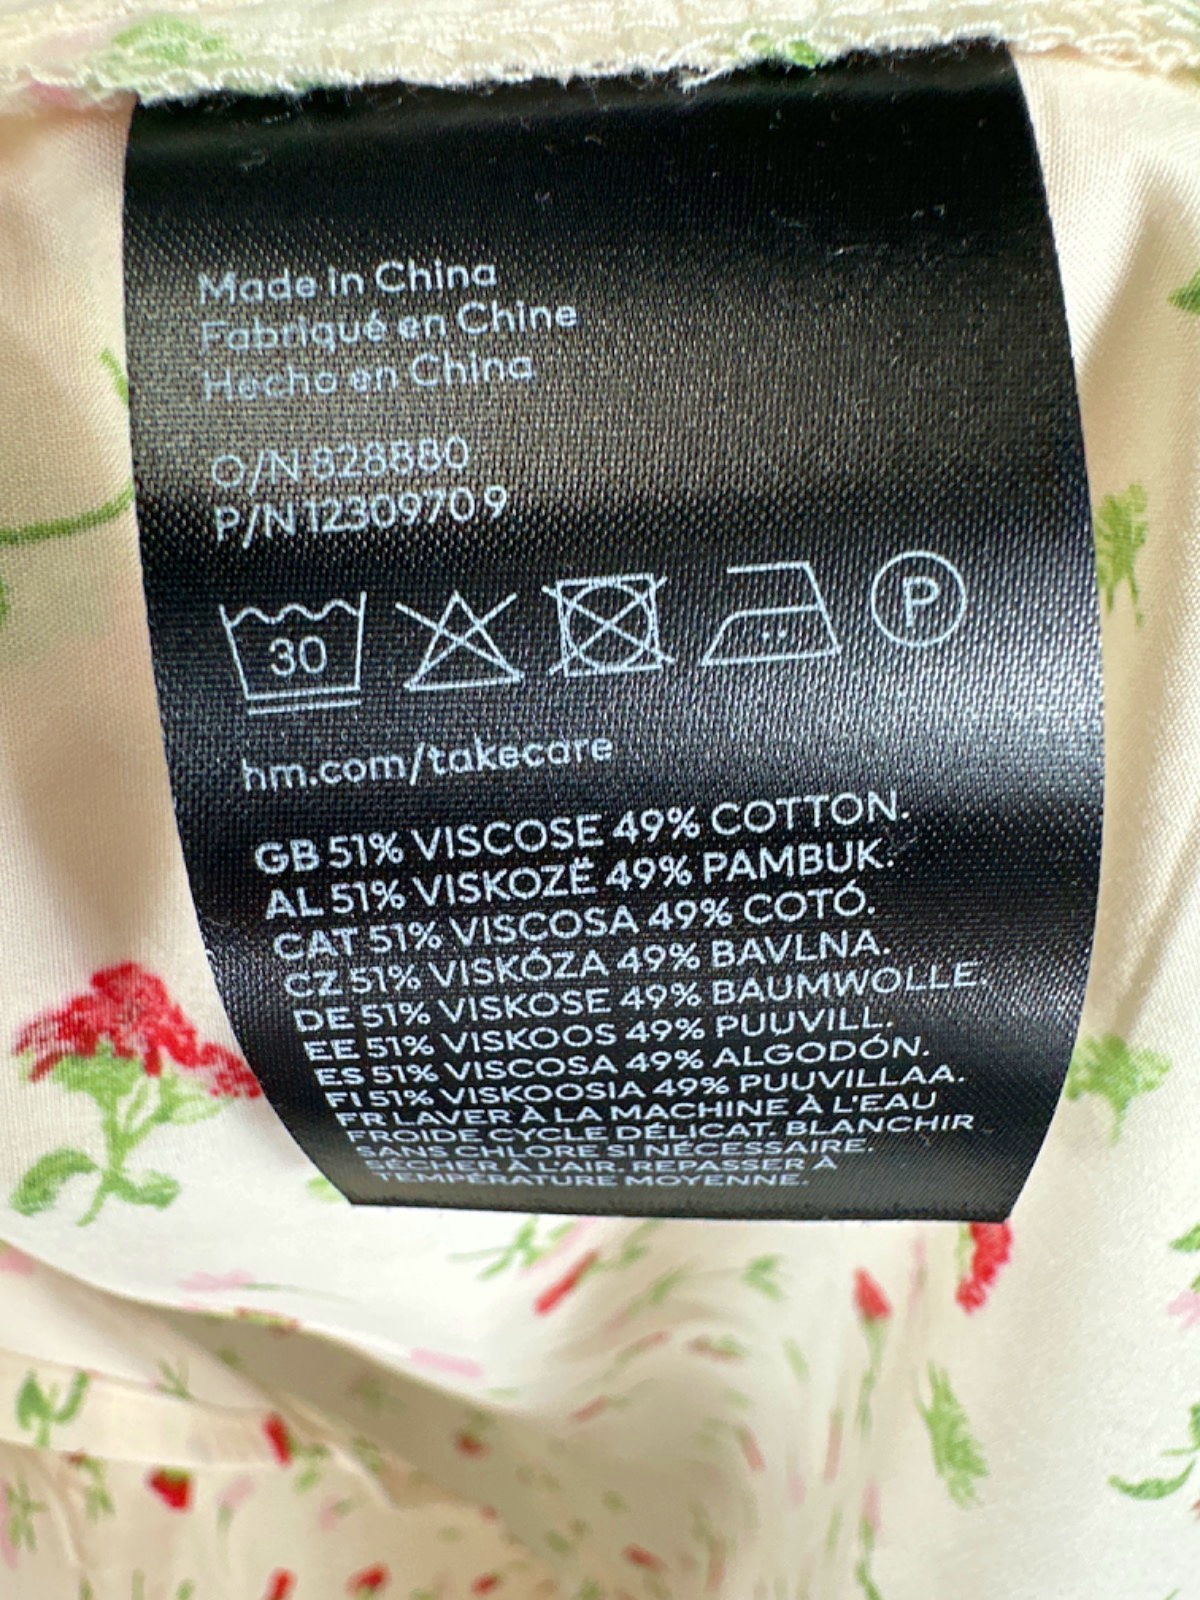 Made in China
Fabriqué en Chine
Hecho en China
O/N 828880
P/N 1230970 9
30
P
hm.com/takecare
GB 51% VISCOSE 49% COTTON.
AL 51% VISKOZË 49% PAMBUK.
CAT 51% VISCOSA 49% COTÓ.
CZ 51% VISKÓZA 49% BAVLNA.
DE 51% VISKOSE 49% BAUMWOLLE.
EE 51% VISKOOS 49% PUUVILL.
ES 51% VISCOSA 49% ALGODÓN.
FI 51% VISKOOSIA 49% PUUVILLAA.
FR LAVER À LA MACHINE À L'EAU
FROIDE CYCLE DÉLICAT. BLANCHIR
SANS CHLORE SI NÉCESSAIRE.
SÉCHER À L'AIR. REPASSER À
TEMPÉRATURE MOYENNE.